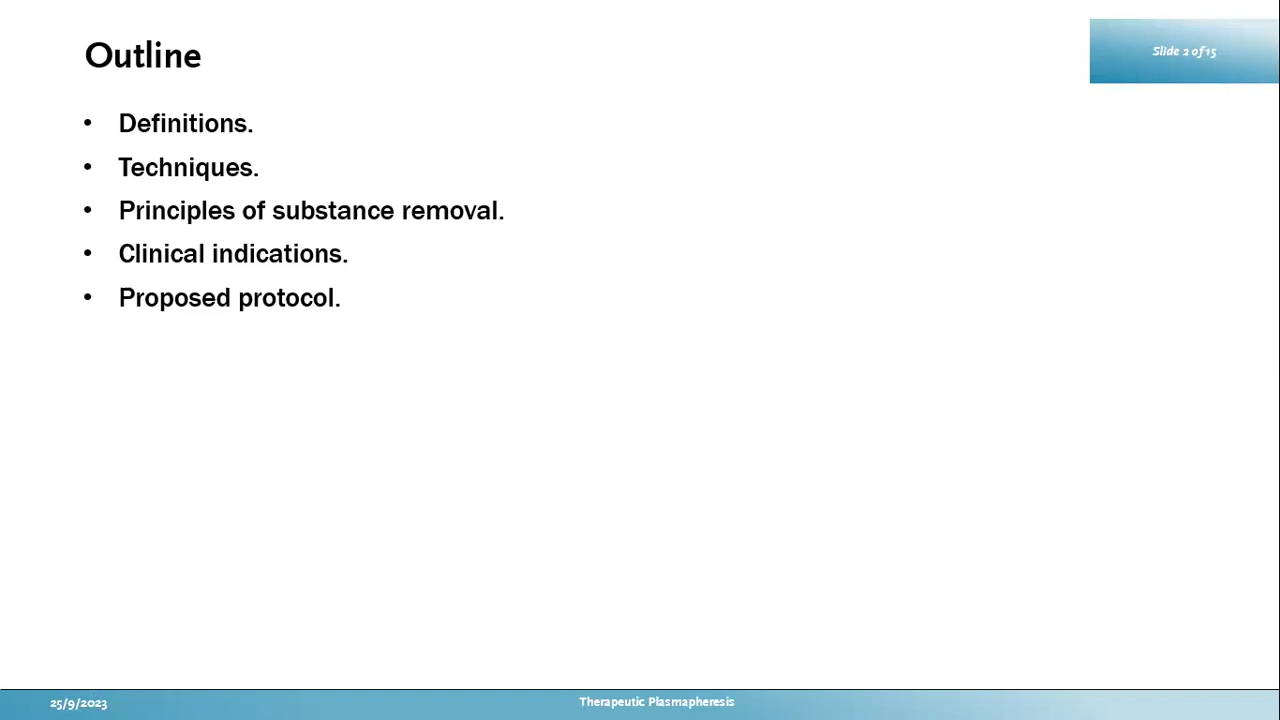 Outline
Slide 2 of 15
• Definitions.
• Techniques.
• Principles of substance removal.
• Clinical indications.
• Proposed protocol.
25/9/2023
Therapeutic Plasmapheresis